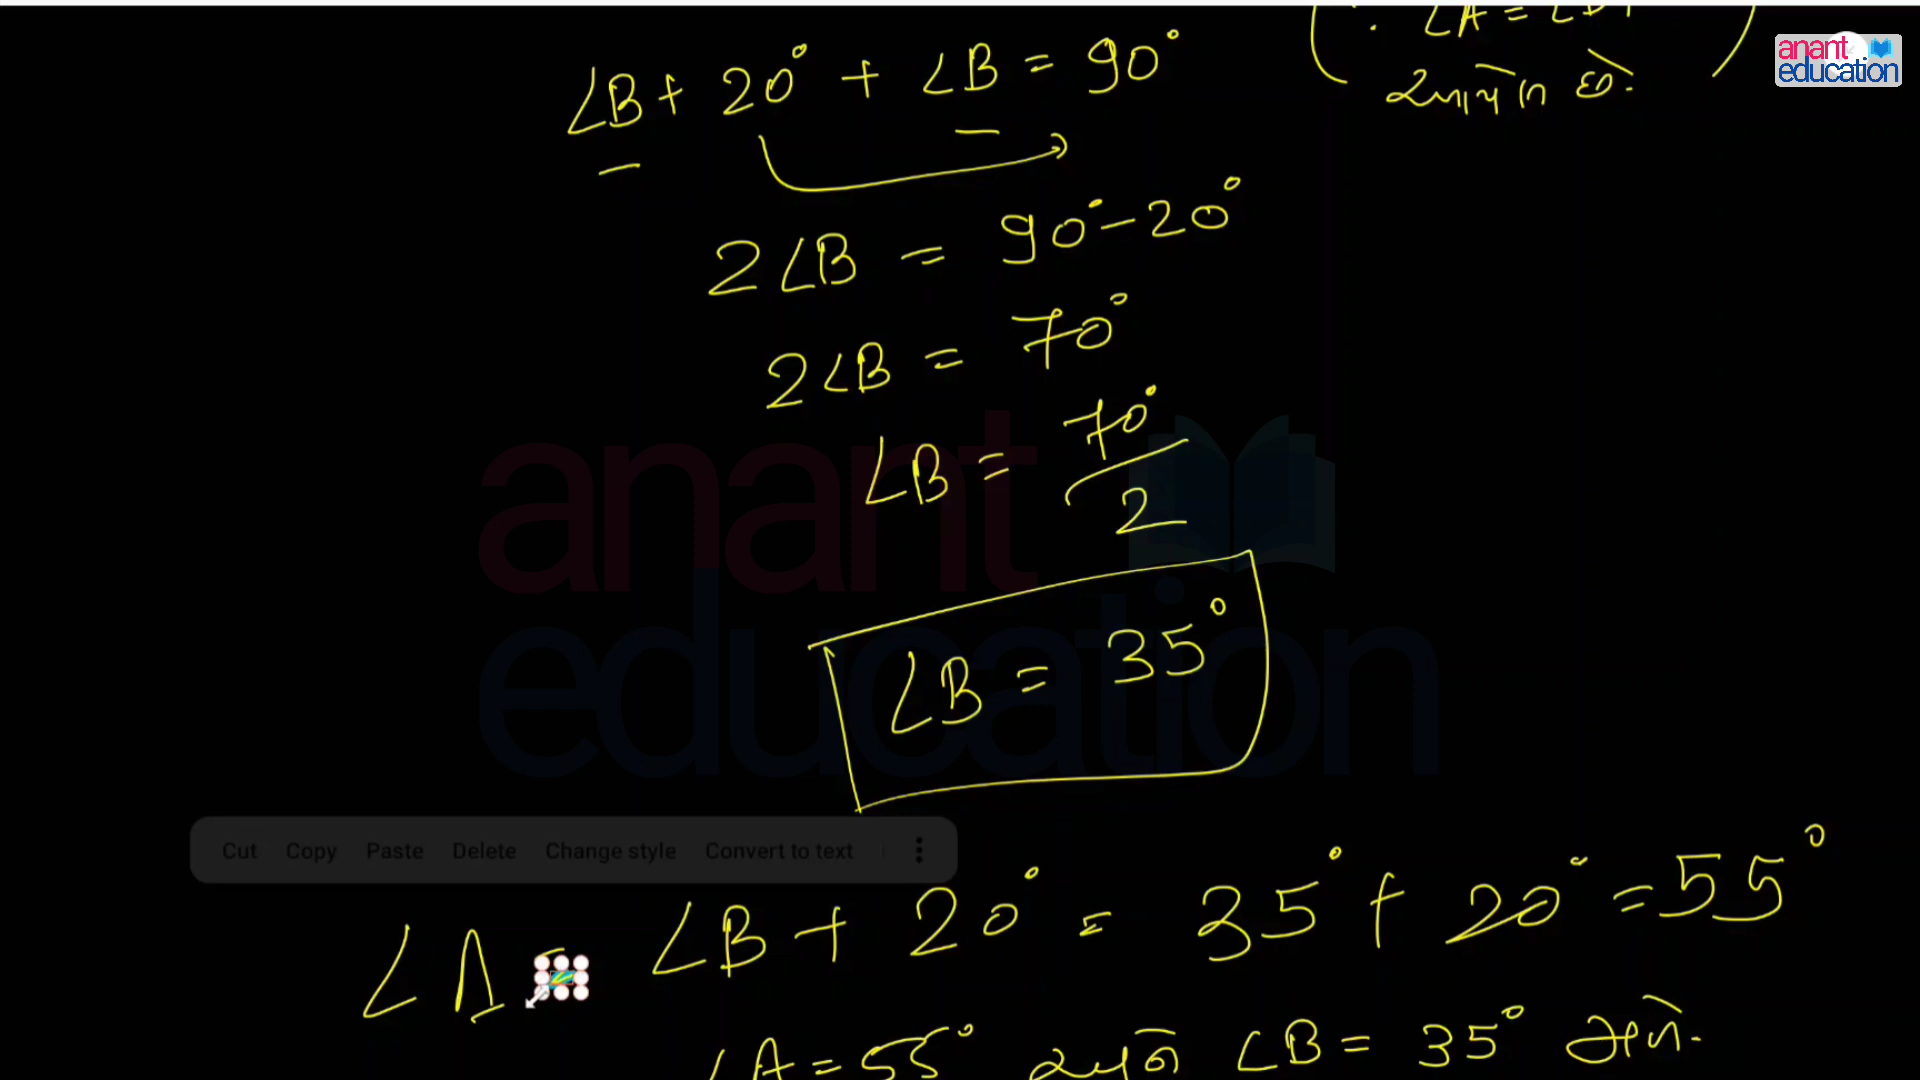 ∠B + 20° + ∠B = 90°
આપેલ છે.
anant
education
2∠B = 90° - 20°
2∠B = 70°
∠B = 70°/2
∠B = 35°
anant
education
Cut Copy Paste Delete Change style Convert to text
∠A = ∠B + 20° = 35° + 20° = 55°
∠A = 55° અને ∠B = 35° મળે.